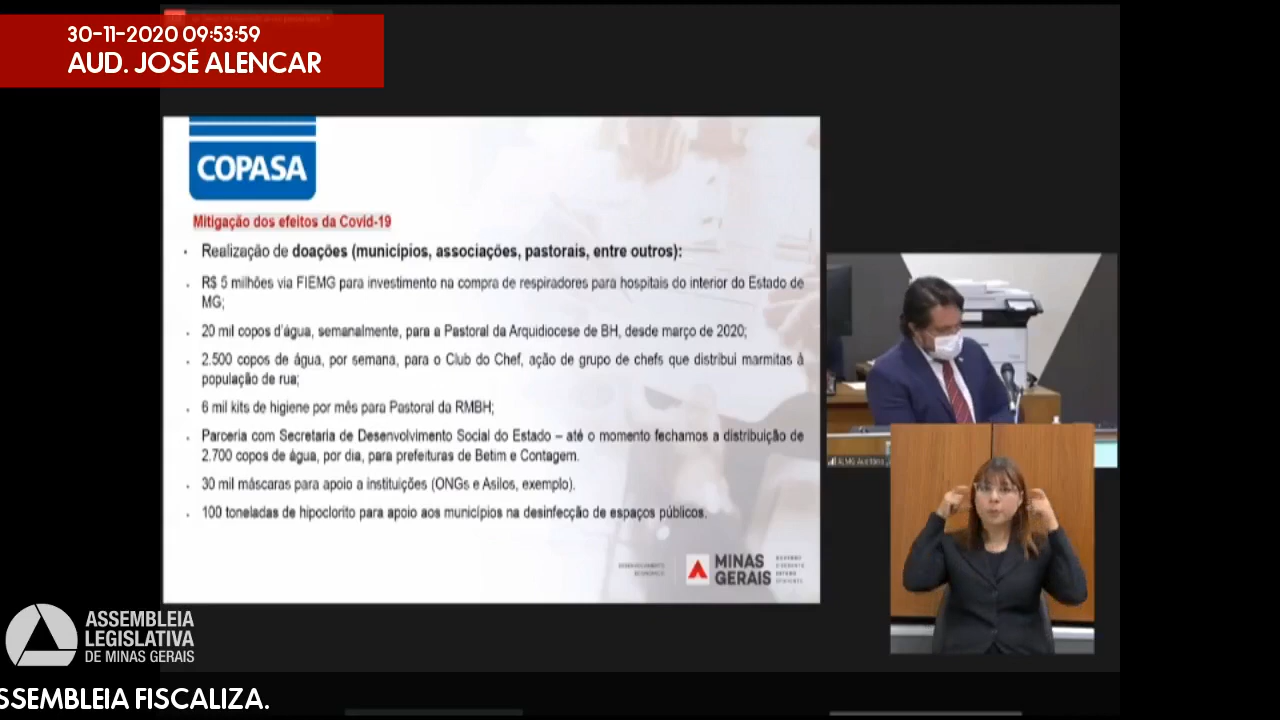 30-11-2020 09:53:59
AUD. JOSÉ ALENCAR
COPASA
Mitigação dos efeitos da Covid-19
• Realização de doações (municípios, associações, pastorais, entre outros):
• R$ 5 milhões via FIEMG para investimento na compra de respiradores para hospitais do interior do Estado de
MG;
• 20 mil copos d'água, semanalmente, para a Pastoral da Arquidiocese de BH, desde março de 2020;
• 2.500 copos de água, por semana, para o Club do Chef, ação de grupo de chefs que distribui marmitas à
população de rua;
• 6 mil kits de higiene por mês para Pastoral da RMBH;
• Parceria com Secretaria de Desenvolvimento Social do Estado – até o momento fechamos a distribuição de
2.700 copos de água, por dia, para prefeituras de Betim e Contagem.
• 30 mil máscaras para apoio a instituições (ONGs e Asilos, exemplo).
• 100 toneladas de hipoclorito para apoio aos municípios na desinfecção de espaços públicos.
DESENVOLVIMENTO
ECONÔMICO
MINAS
GERAIS
ASSEMBLEIA
LEGISLATIVA
DE MINAS GERAIS
SSEMBLEIA FISCALIZA.